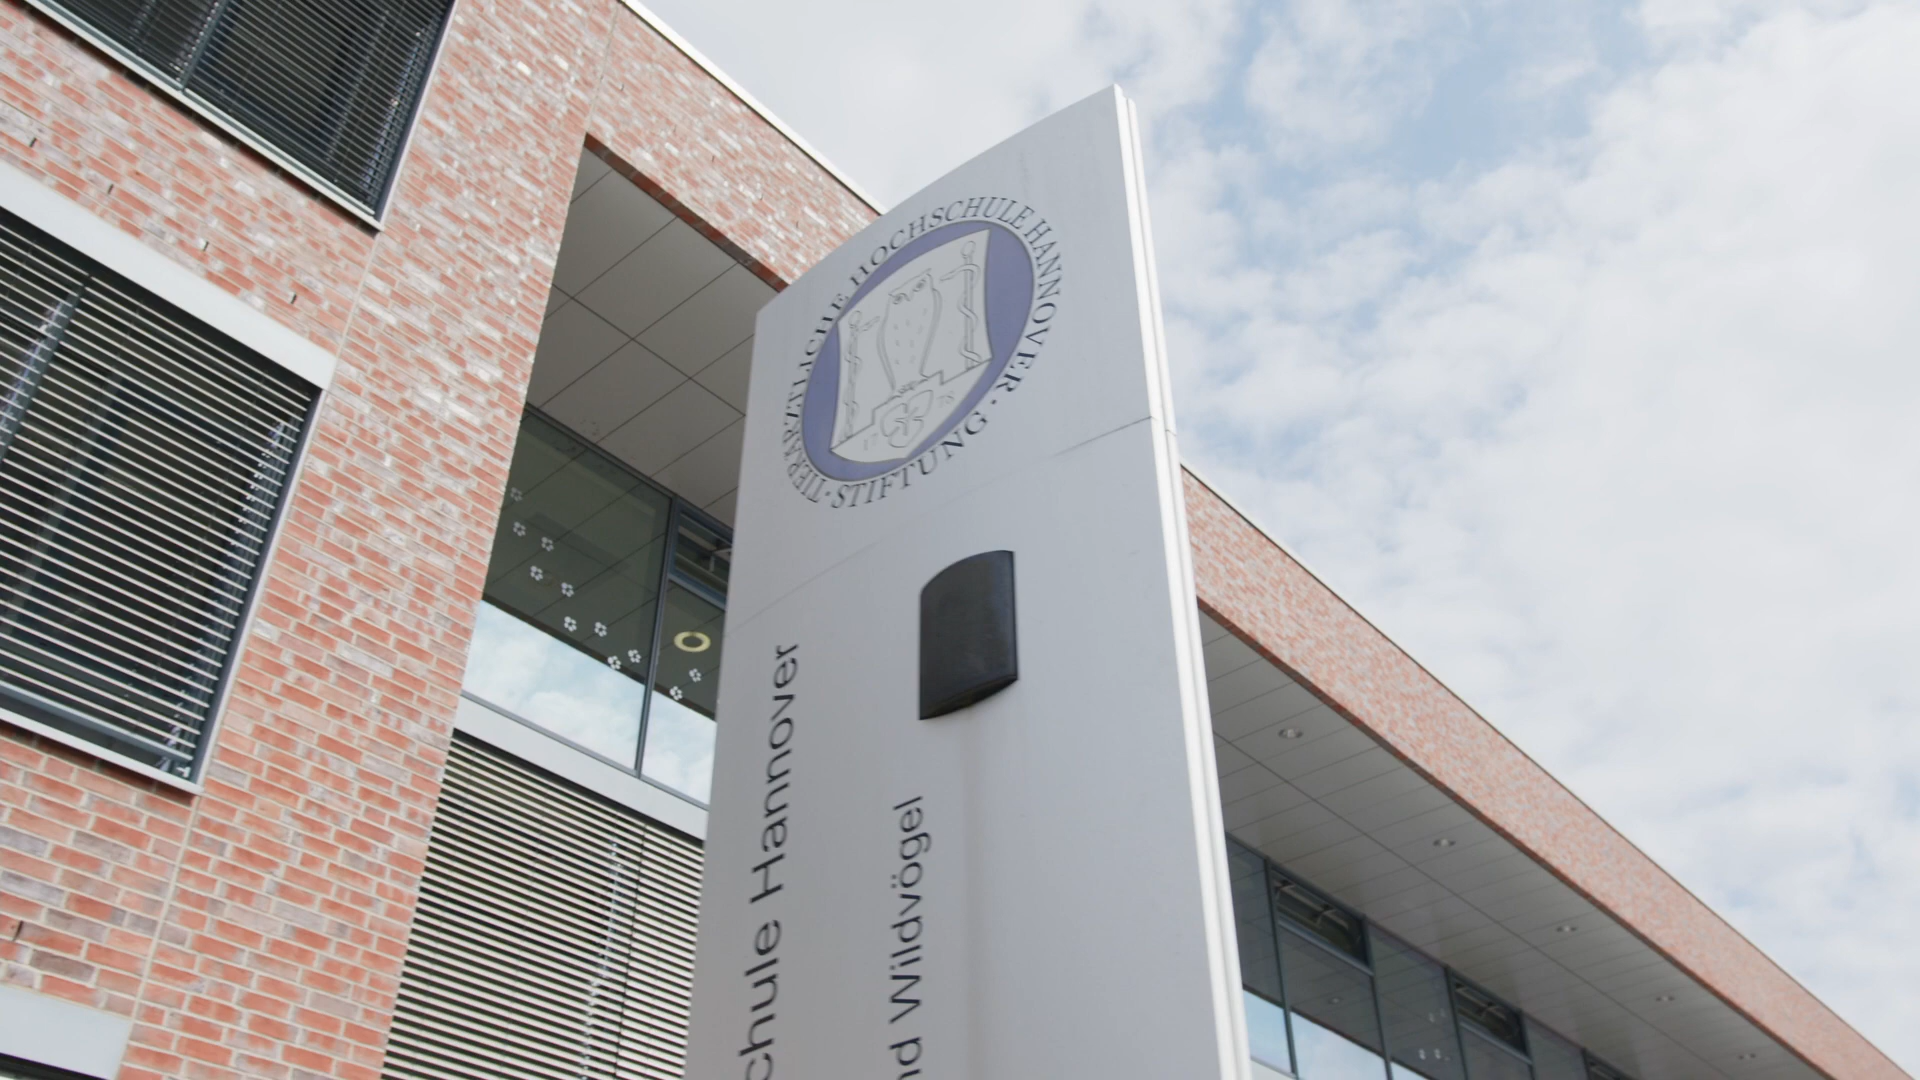 TIERÄRZTLICHE HOCHSCHULE HANNOVER · STIFTUNG ·
17 78
chule Hannover
nd Wildvögel